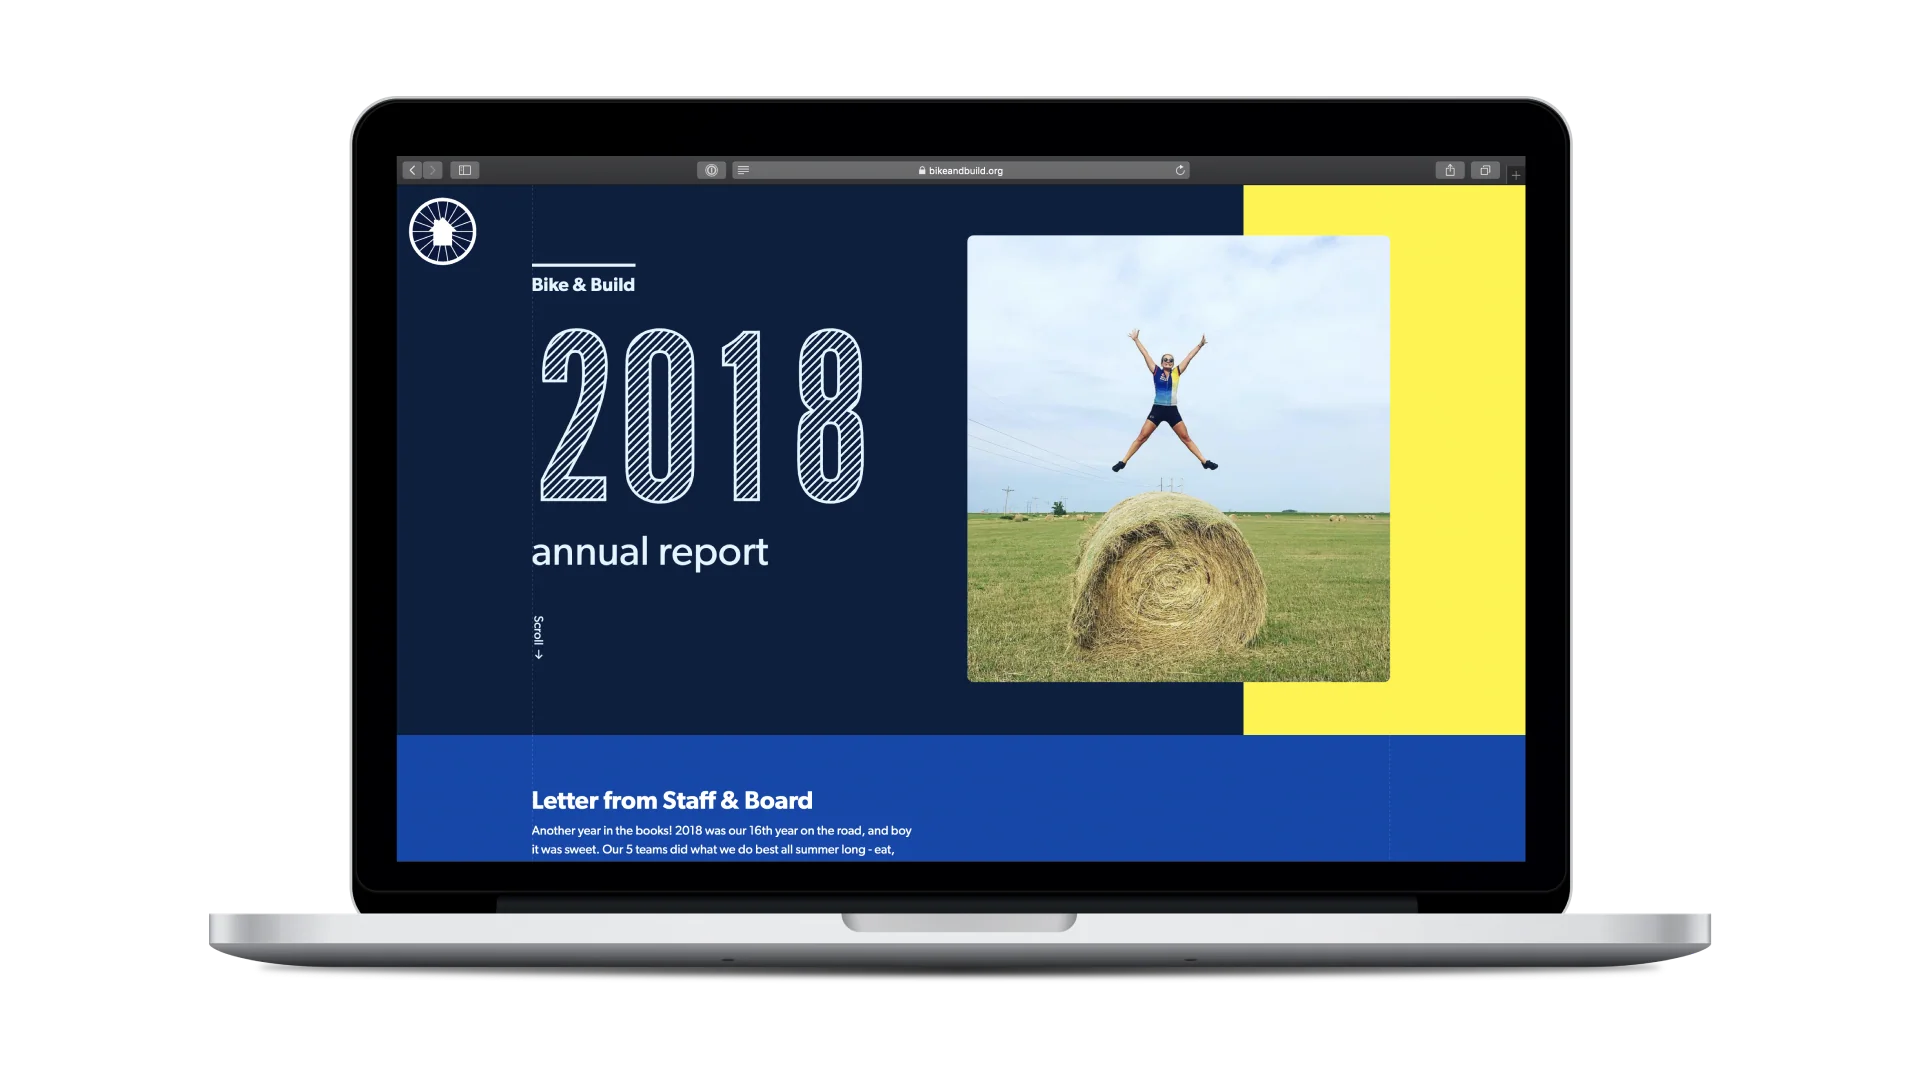 bikeandbuild.org
Bike & Build
2018
annual report
Scroll →
Letter from Staff & Board
Another year in the books! 2018 was our 16th year on the road, and boy
it was sweet. Our 5 teams did what we do best all summer long - eat,